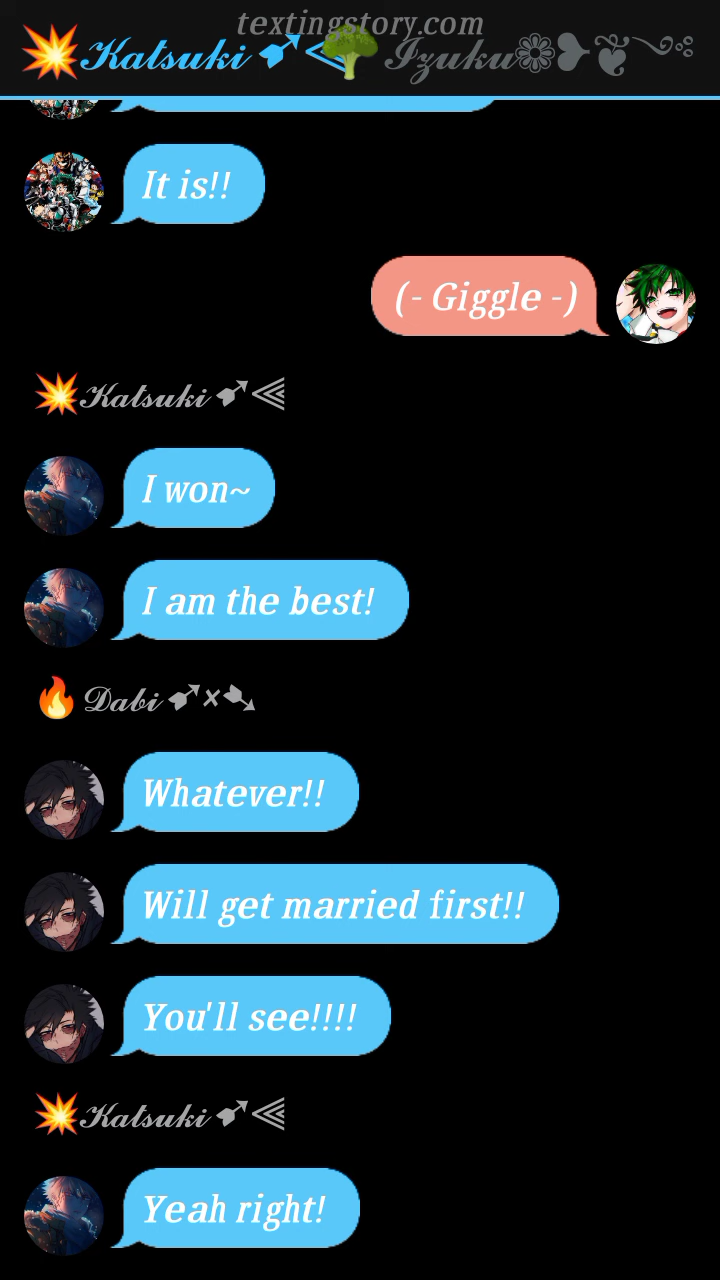 textingstory.com
💥𝒦𝒶𝓉𝓈𝓊𝓀𝒾 ➶⫹🥦 ℐ𝓏𝓊𝓀𝓊❁❥❦
It is!!
(- Giggle -)
💥𝒦𝒶𝓉𝓈𝓊𝓀𝒾 ➶⫹
I won~
I am the best!
🔥 𝒟𝒶𝒷𝒾 ➶×➴
Whatever!!
Will get married first!!
You'll see!!!!
💥𝒦𝒶𝓉𝓈𝓊𝓀𝒾 ➶⫹
Yeah right!